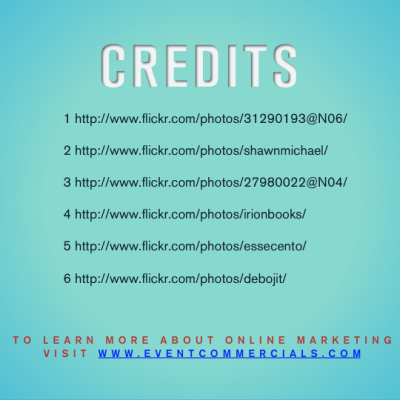 CREDITS
1 http://www.flickr.com/photos/31290193@N06/
2 http://www.flickr.com/photos/shawnmichael/
3 http://www.flickr.com/photos/27980022@N04/
4 http://www.flickr.com/photos/irionbooks/
5 http://www.flickr.com/photos/essecento/
6 http://www.flickr.com/photos/debojit/
TO LEARN MORE ABOUT ONLINE MARKETING
VISIT WWW.EVENTCOMMERCIALS.COM